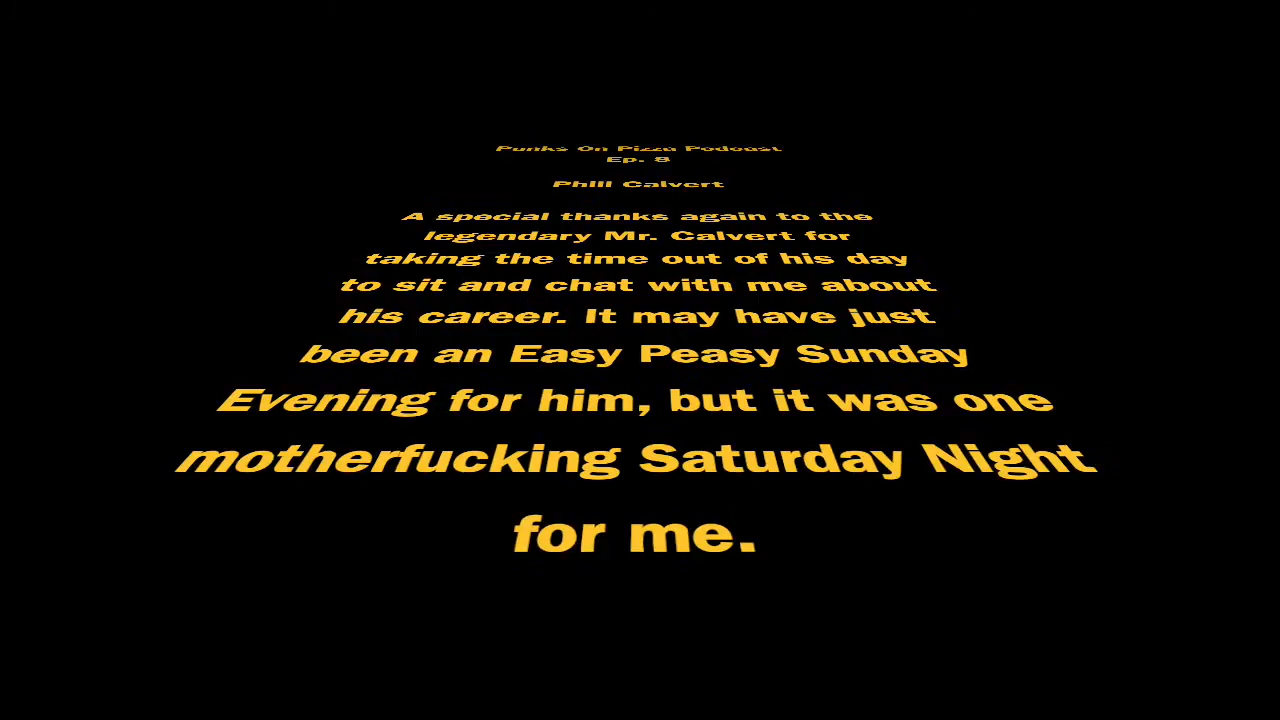 Punks On Pizza Podcast
Ep. 8
Phill Calvert
A special thanks again to the
legendary Mr. Calvert for
taking the time out of his day
to sit and chat with me about
his career. It may have just
been an Easy Peasy Sunday
Evening for him, but it was one
motherfucking Saturday Night
for me.